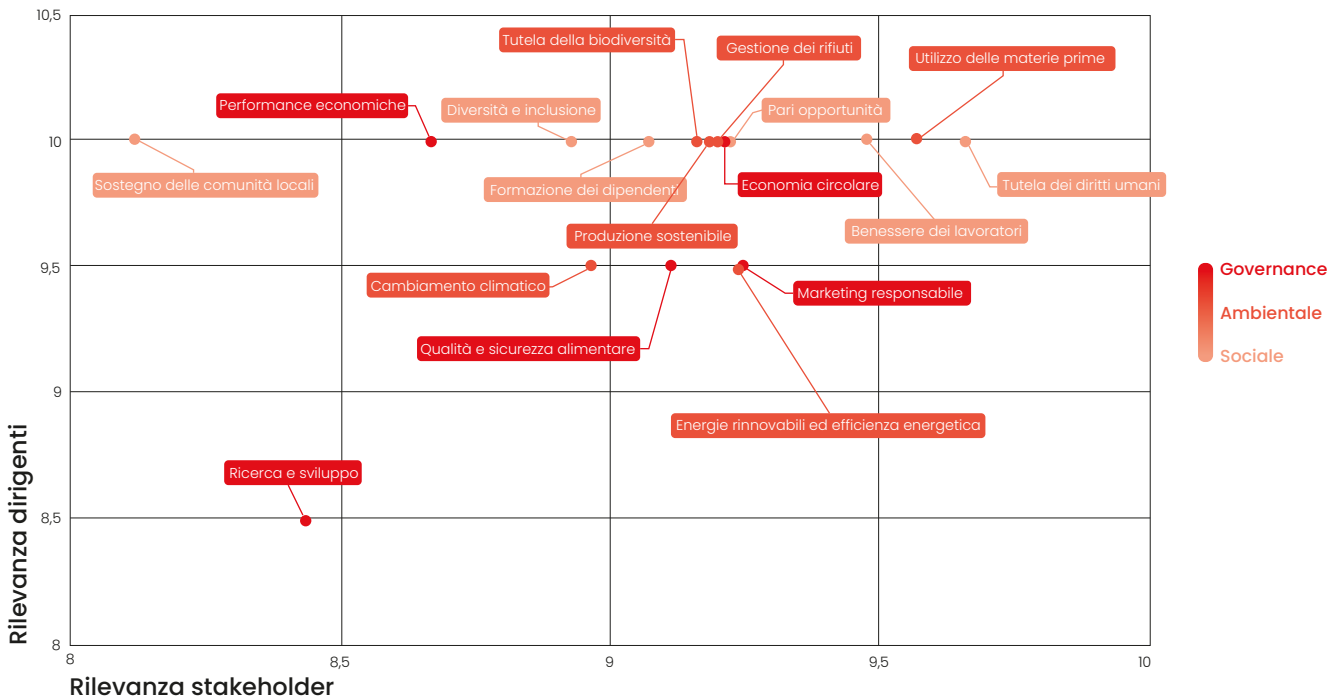 10,5
Tutela della biodiversità
Gestione dei rifiuti
Utilizzo delle materie prime
Performance economiche
Diversità e inclusione
Pari opportunità
10
Sostegno delle comunità locali
Formazione dei dipendenti
Economia circolare
Tutela dei diritti umani
Produzione sostenibile
Benessere dei lavoratori
9,5
Cambiamento climatico
Marketing responsabile
Qualità e sicurezza alimentare
9
Energie rinnovabili ed efficienza energetica
Ricerca e sviluppo
8,5
8
Rilevanza dirigenti
8
8,5
9
9,5
10
Rilevanza stakeholder
Governance
Ambientale
Sociale